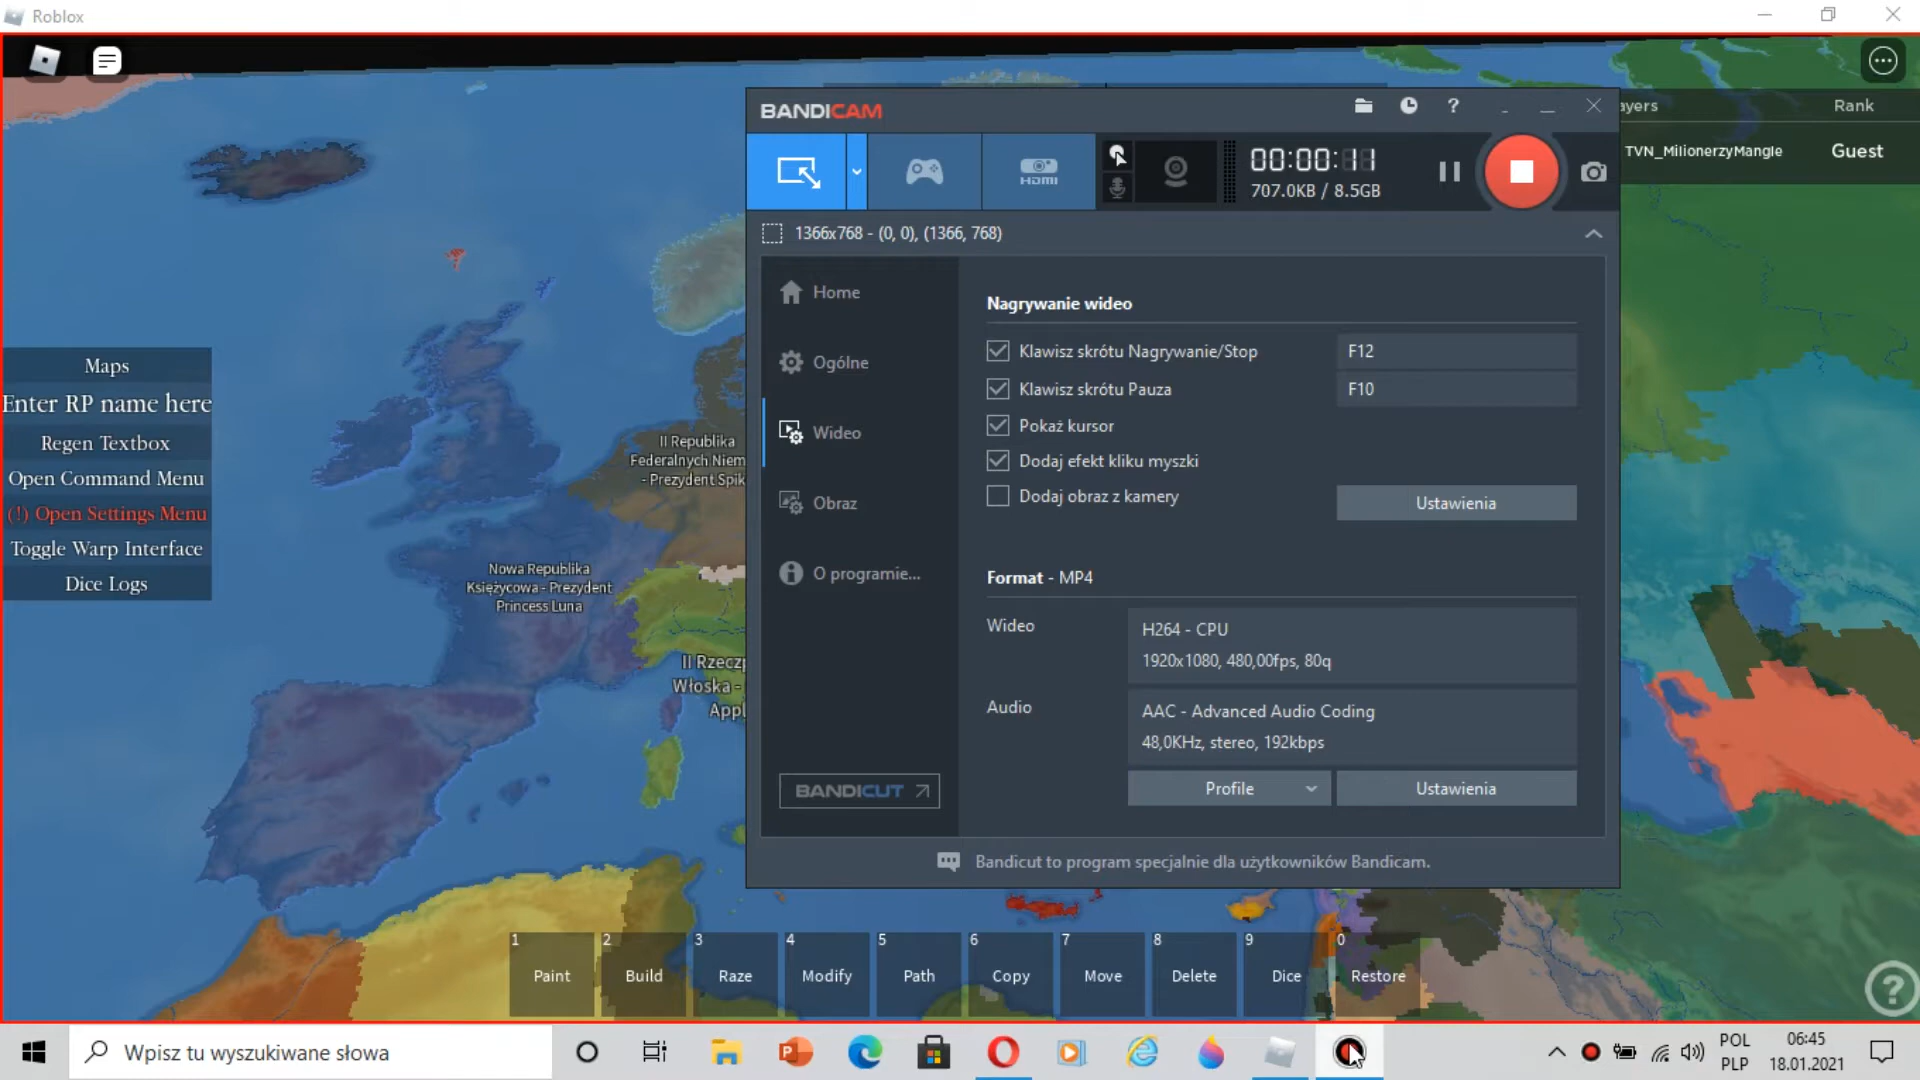 Roblox
ayers
Rank
TVN_MilionerzyMangle
Guest
BANDICAM
?
HDMI
00:00:11
707.0KB / 8.5GB
1366x768 - (0, 0), (1366, 768)
Home
Ogólne
Wideo
Obraz
O programie...
BANDICUT
Nagrywanie wideo
Klawisz skrótu Nagrywanie/Stop
F12
Klawisz skrótu Pauza
F10
Pokaż kursor
Dodaj efekt kliku myszki
Dodaj obraz z kamery
Ustawienia
Format - MP4
Wideo
H264 - CPU
1920x1080, 480,00fps, 80q
Audio
AAC - Advanced Audio Coding
48,0KHz, stereo, 192kbps
Profile
Ustawienia
Bandicut to program specjalnie dla użytkowników Bandicam.
Maps
Enter RP name here
Regen Textbox
Open Command Menu
(!) Open Settings Menu
Toggle Warp Interface
Dice Logs
II Republika
Federalnych Niem
- Prezydent Spik
Nowa Republika
Księżycowa - Prezydent
Princess Luna
II Rzeczp
Włoska -
Appl
1 Paint
2 Build
3 Raze
4 Modify
5 Path
6 Copy
7 Move
8 Delete
9 Dice
0 Restore
?
Wpisz tu wyszukiwane słowa
POL
PLP
06:45
18.01.2021